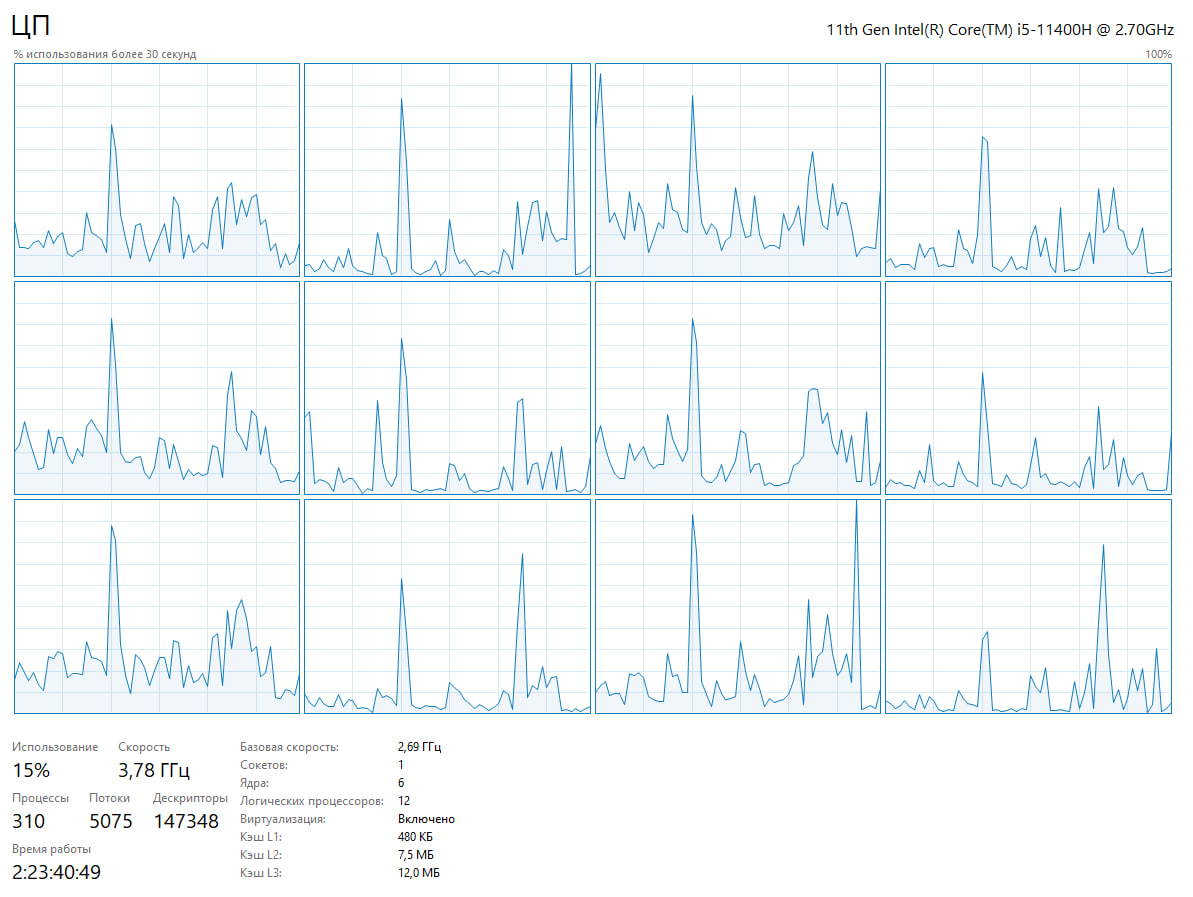 ЦП
11th Gen Intel(R) Core(TM) i5-11400H @ 2.70GHz
% использования более 30 секунд
100%
Использование Скорость
15% 3,78 ГГц
Процессы Потоки Дескрипторы
310 5075 147348
Время работы
2:23:40:49
Базовая скорость: 2,69 ГГц
Сокетов: 1
Ядра: 6
Логических процессоров: 12
Виртуализация: Включено
Кэш L1: 480 КБ
Кэш L2: 7,5 МБ
Кэш L3: 12,0 МБ